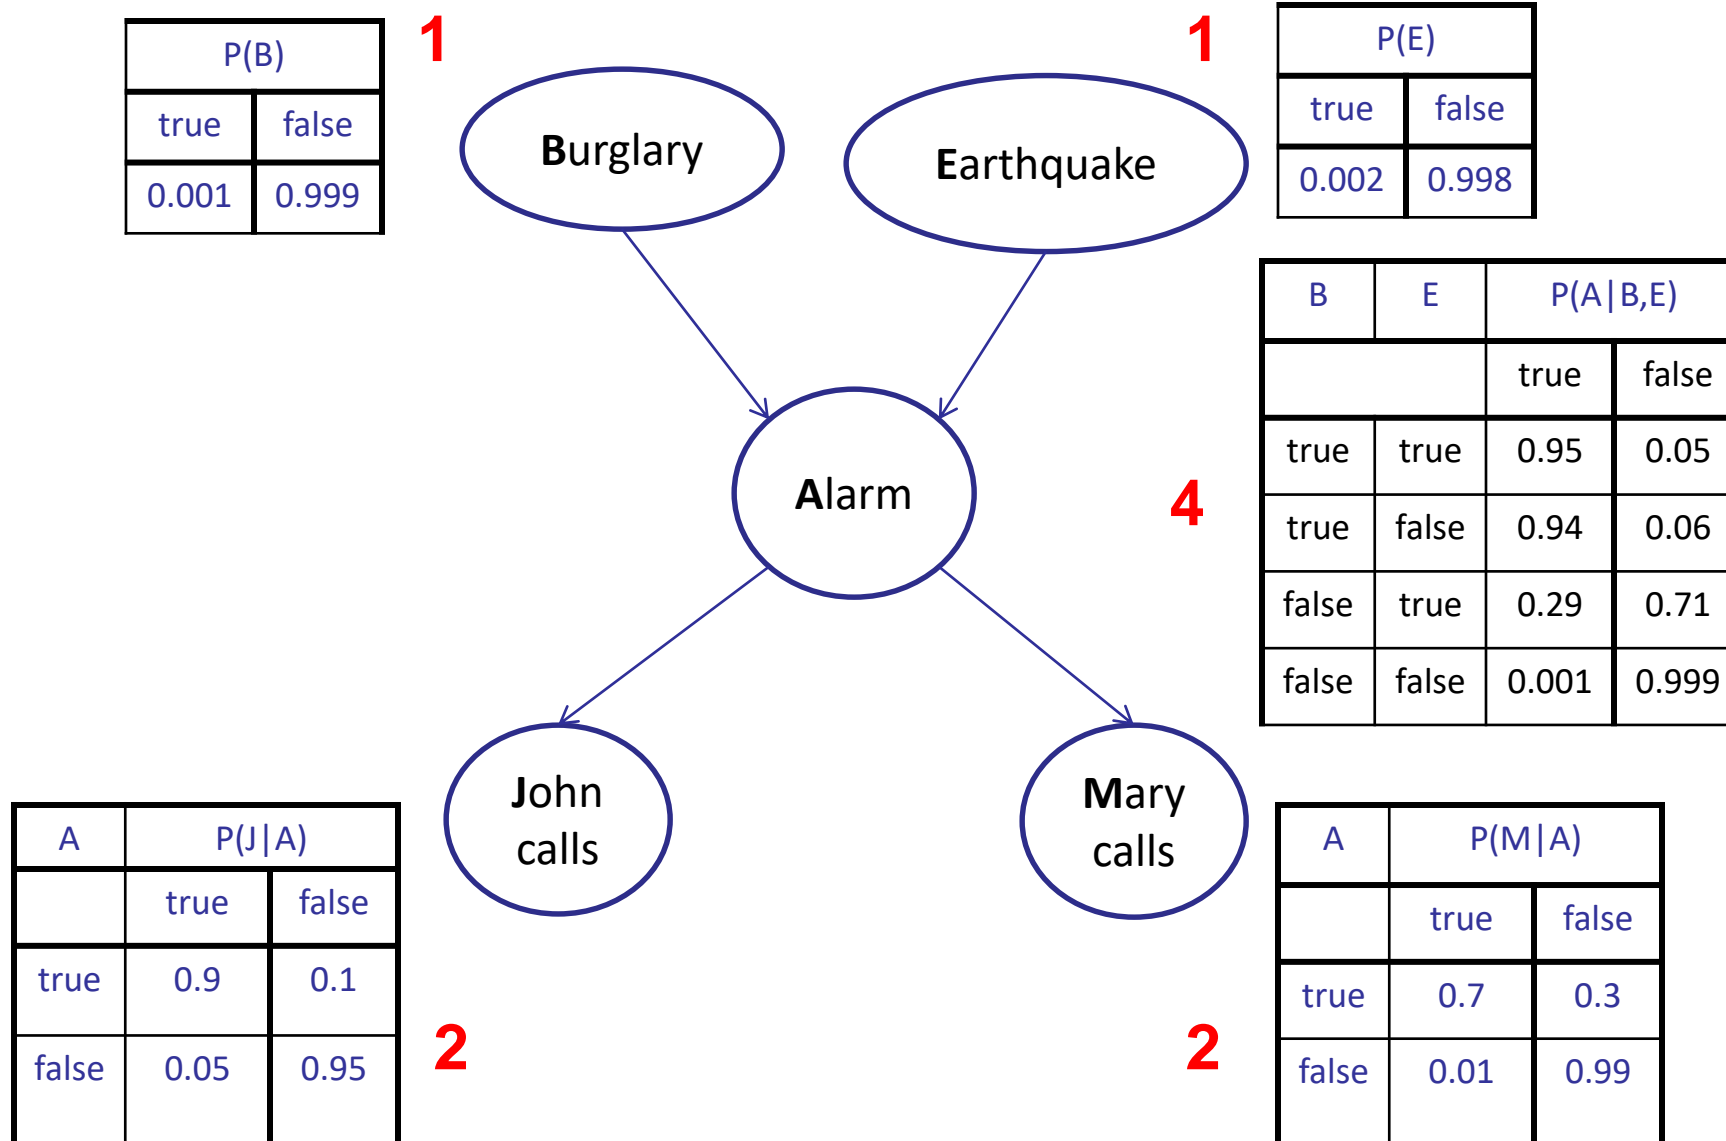 P(B)
true false
0.001 0.999
1
Burglary
1
Earthquake
P(E)
true false
0.002 0.998
B E P(A|B,E)
true false
true true 0.95 0.05
true false 0.94 0.06
false true 0.29 0.71
false false 0.001 0.999
4
Alarm
John
calls
Mary
calls
A P(J|A)
true false
true 0.9 0.1
false 0.05 0.95
2
2
A P(M|A)
true false
true 0.7 0.3
false 0.01 0.99